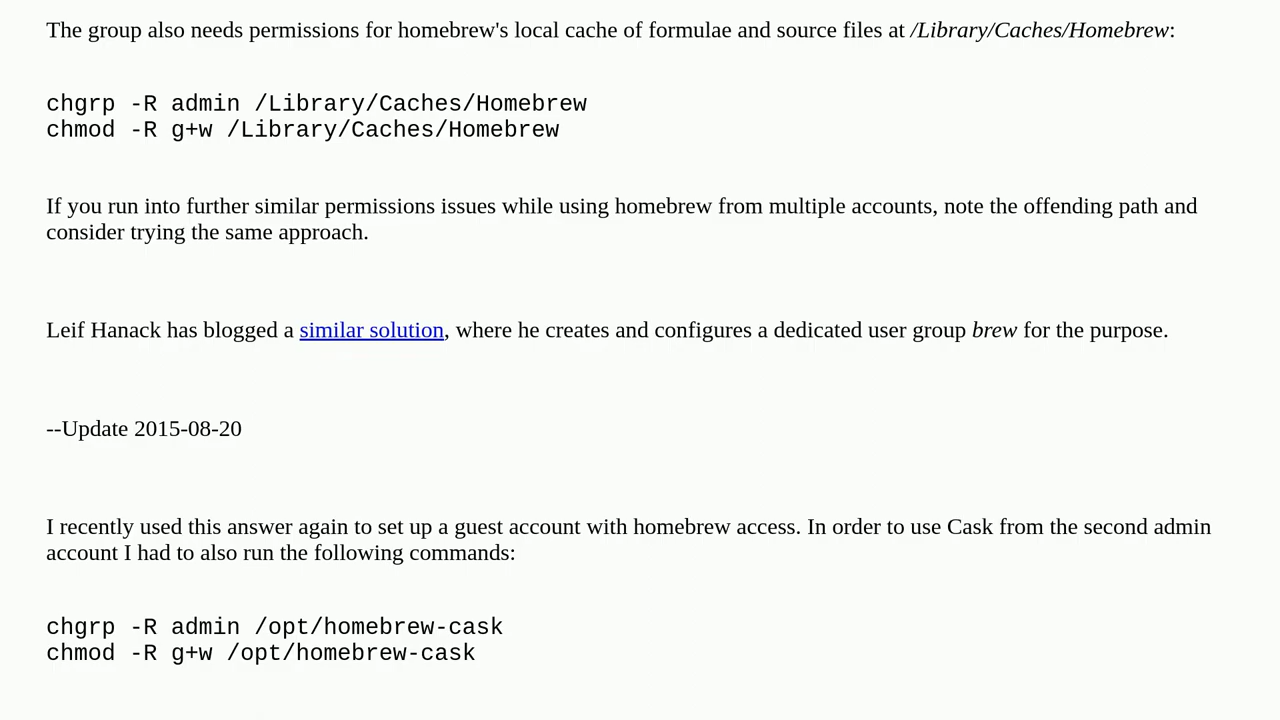 The group also needs permissions for homebrew's local cache of formulae and source files at /Library/Caches/Homebrew:
chgrp -R admin /Library/Caches/Homebrew
chmod -R g+w /Library/Caches/Homebrew
If you run into further similar permissions issues while using homebrew from multiple accounts, note the offending path and
consider trying the same approach.
Leif Hanack has blogged a similar solution, where he creates and configures a dedicated user group brew for the purpose.
--Update 2015-08-20
I recently used this answer again to set up a guest account with homebrew access. In order to use Cask from the second admin
account I had to also run the following commands:
chgrp -R admin /opt/homebrew-cask
chmod -R g+w /opt/homebrew-cask